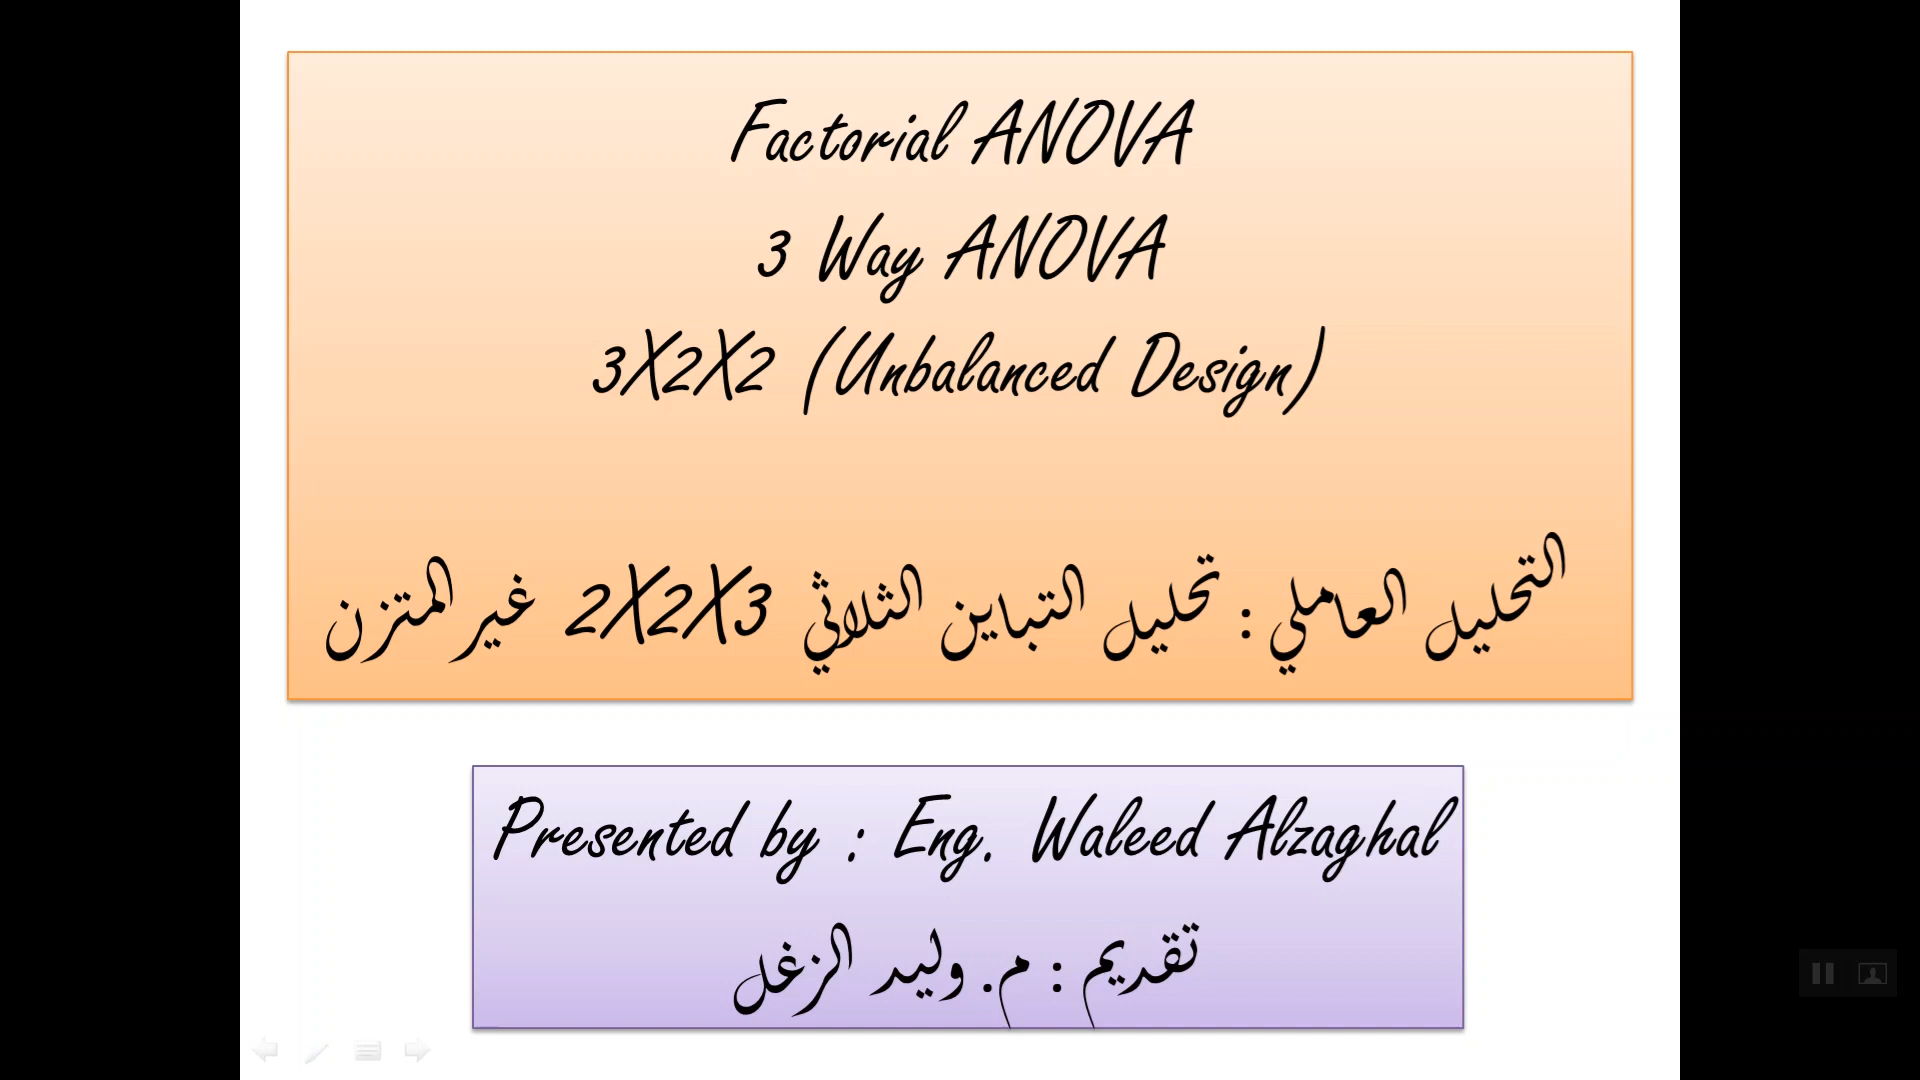 Factorial ANOVA
3 Way ANOVA
3X2X2 (Unbalanced Design)
التحليل العاملي : تحليل التباين الثلاثي 2X2X3 غير المتزن
Presented by : Eng. Waleed Alzaghal
تقديم : م. وليد الزغل